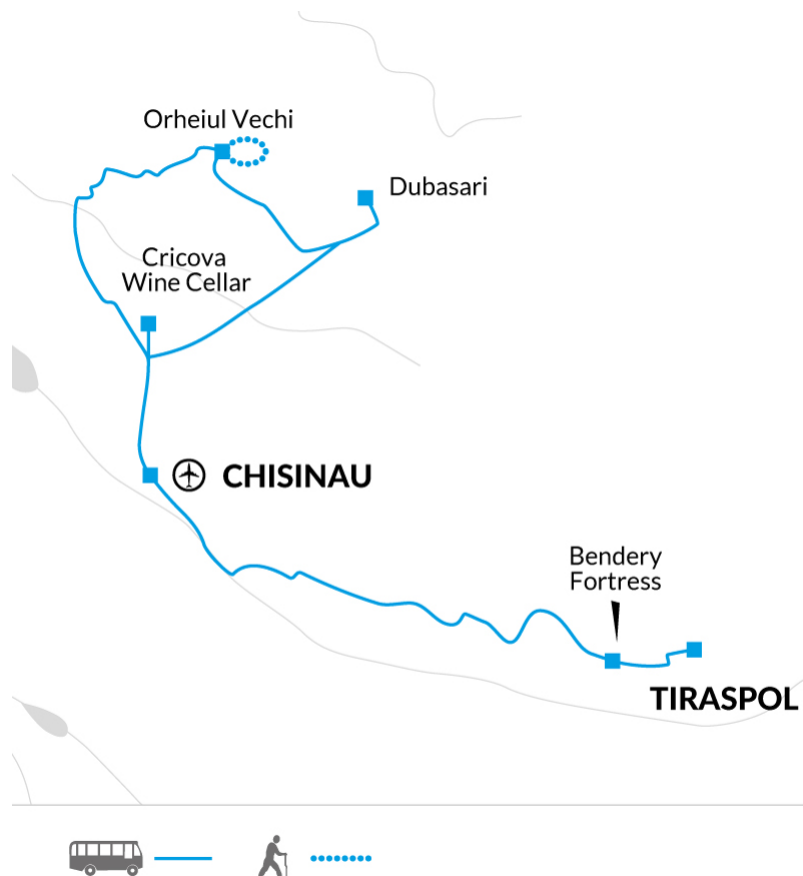 Orheiul Vechi
Dubasari
Cricova
Wine Cellar
CHISINAU
Bendery
Fortress
TIRASPOL